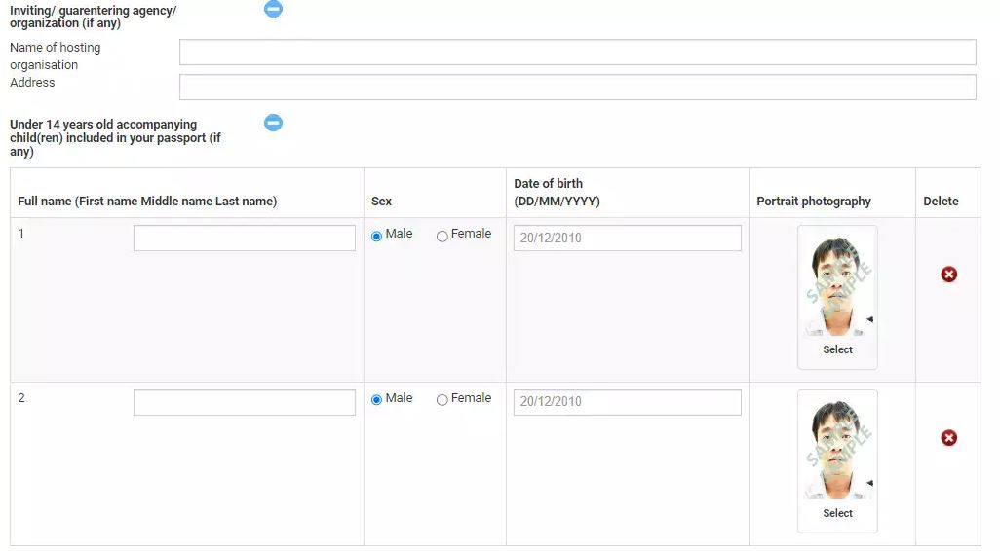 Inviting/ guarentering agency/
organization (if any)
Name of hosting
organisation
Address
Under 14 years old accompanying
child(ren) included in your passport (if
any)
Full name (First name Middle name Last name)
Sex
Date of birth
(DD/MM/YYYY)
Portrait photography
Delete
1
Male
Female
20/12/2010
SAMPLE
SAMPLE
Select
2
Male
Female
20/12/2010
SAMPLE
SAMPLE
Select